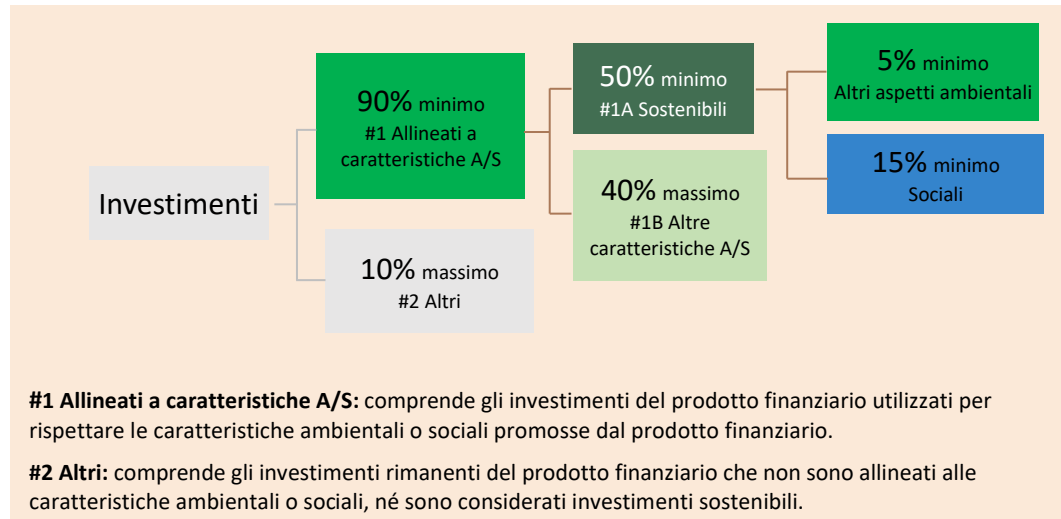 Investimenti
90% minimo
#1 Allineati a
caratteristiche A/S
10% massimo
#2 Altri
50% minimo
#1A Sostenibili
40% massimo
#1B Altre
caratteristiche A/S
5% minimo
Altri aspetti ambientali
15% minimo
Sociali
#1 Allineati a caratteristiche A/S: comprende gli investimenti del prodotto finanziario utilizzati per
rispettare le caratteristiche ambientali o sociali promosse dal prodotto finanziario.
#2 Altri: comprende gli investimenti rimanenti del prodotto finanziario che non sono allineati alle
caratteristiche ambientali o sociali, né sono considerati investimenti sostenibili.